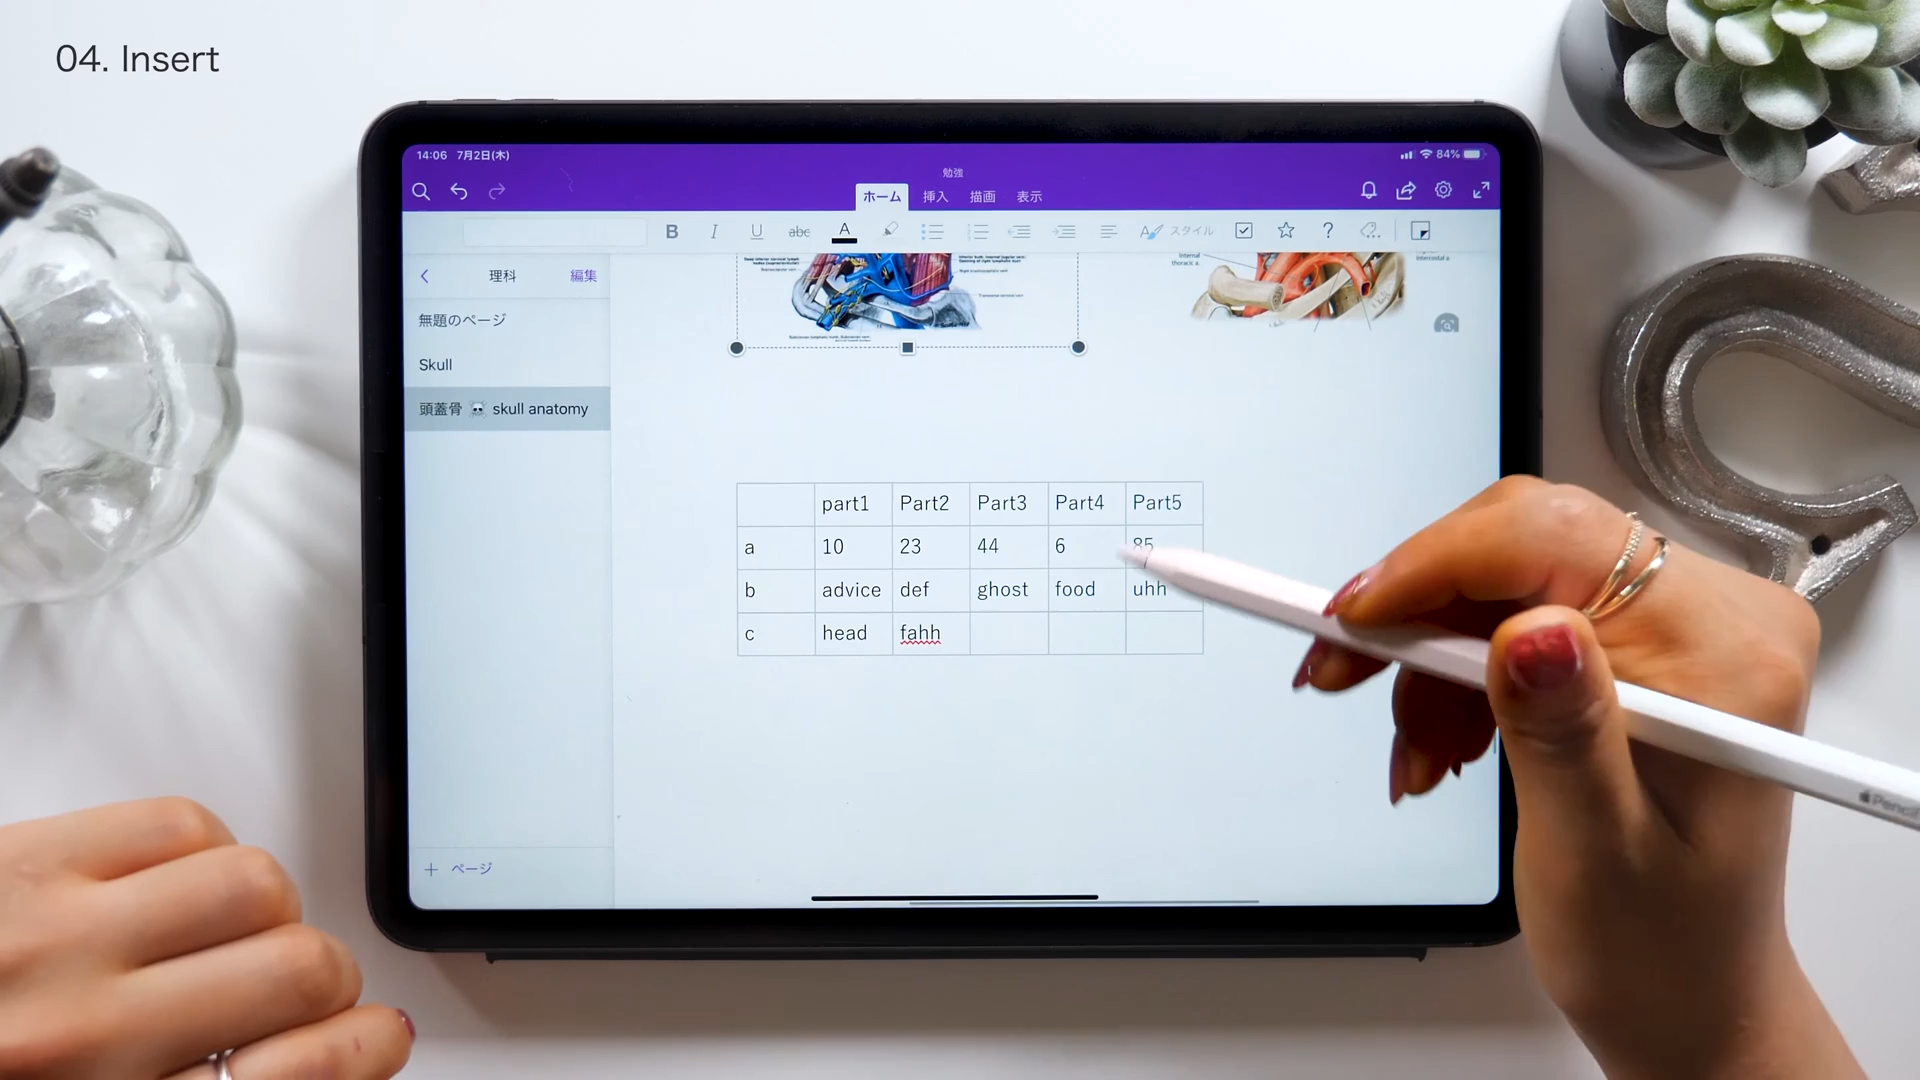 04. Insert
14:06 7月2日(木)
84%
勉強
ホーム 挿入 描画 表示
B I U abc A スタイル ?
理科 編集
無題のページ
Skull
頭蓋骨 ☠ skull anatomy
+ ページ
Internal
thoracic a.
part1 Part2 Part3 Part4 Part5
a 10 23 44 6 85
b advice def ghost food uhh
c head fahh
Pencil